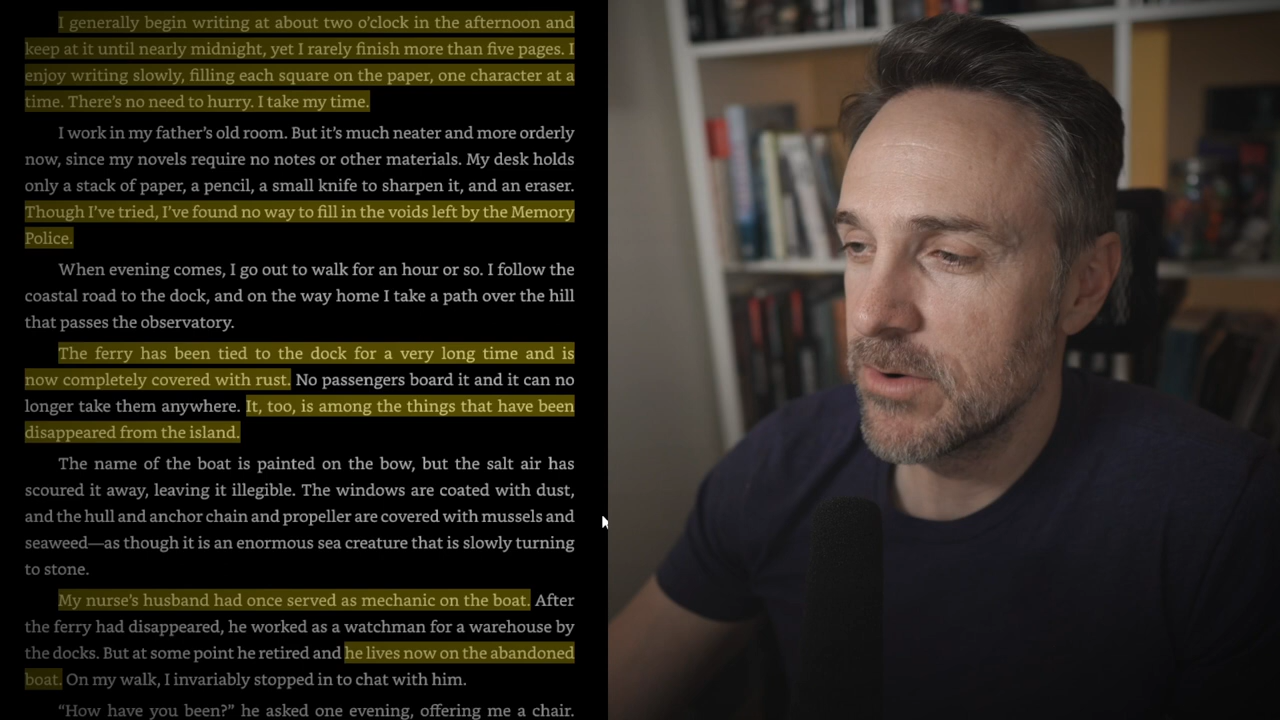 I generally begin writing at about two o’clock in the afternoon and
keep at it until nearly midnight, yet I rarely finish more than five pages. I
enjoy writing slowly, filling each square on the paper, one character at a
time. There’s no need to hurry. I take my time.
I work in my father’s old room. But it’s much neater and more orderly
now, since my novels require no notes or other materials. My desk holds
only a stack of paper, a pencil, a small knife to sharpen it, and an eraser.
Though I’ve tried, I’ve found no way to fill in the voids left by the Memory
Police.
When evening comes, I go out to walk for an hour or so. I follow the
coastal road to the dock, and on the way home I take a path over the hill
that passes the observatory.
The ferry has been tied to the dock for a very long time and is
now completely covered with rust. No passengers board it and it can no
longer take them anywhere. It, too, is among the things that have been
disappeared from the island.
The name of the boat is painted on the bow, but the salt air has
scoured it away, leaving it illegible. The windows are coated with dust,
and the hull and anchor chain and propeller are covered with mussels and
seaweed—as though it is an enormous sea creature that is slowly turning
to stone.
My nurse’s husband had once served as mechanic on the boat. After
the ferry had disappeared, he worked as a watchman for a warehouse by
the docks. But at some point he retired and he lives now on the abandoned
boat. On my walk, I invariably stopped in to chat with him.
“How have you been?” he asked one evening, offering me a chair.